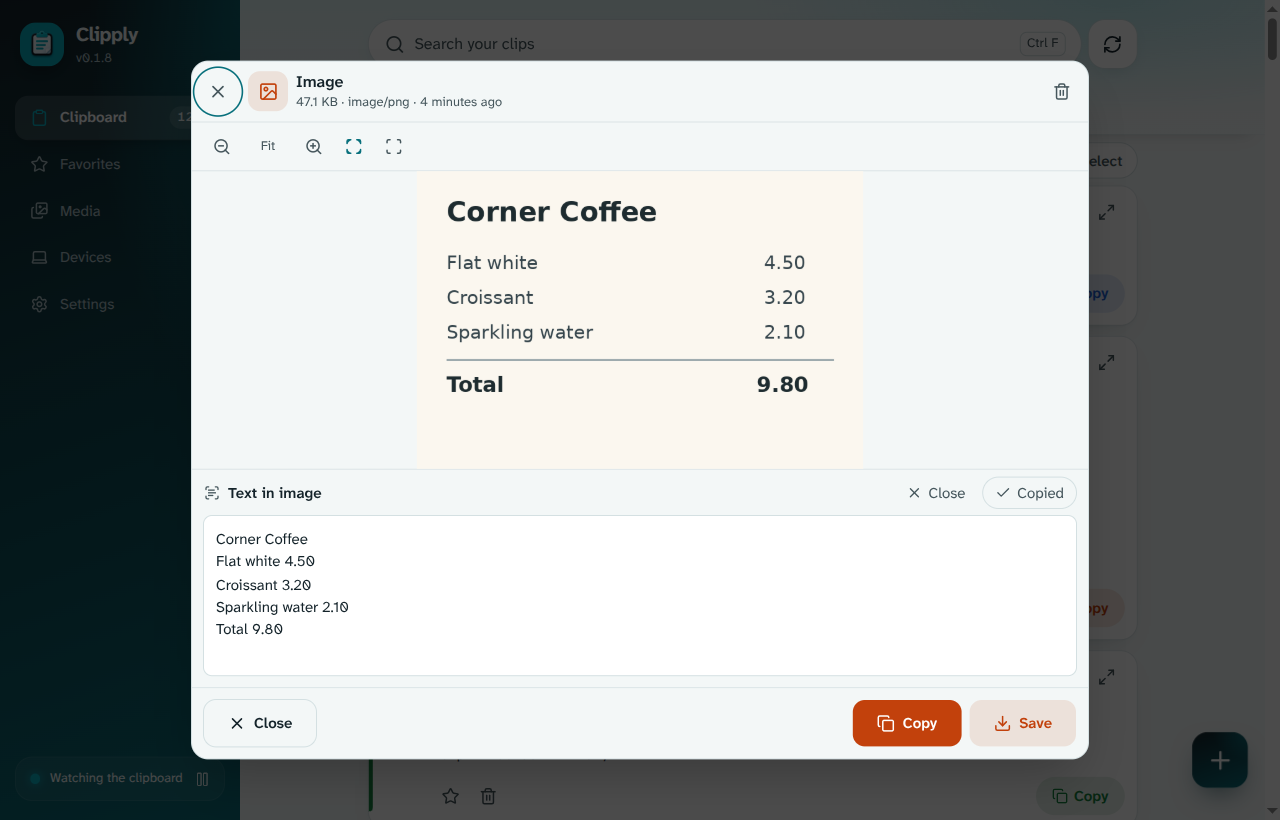 Clipply
v0.1.8
Search your clips
Ctrl F
Clipboard
12
Favorites
Media
Devices
Settings
Watching the clipboard
Image
47.1 KB · image/png · 4 minutes ago
Fit
Corner Coffee
Flat white 4.50
Croissant 3.20
Sparkling water 2.10
Total 9.80
Text in image
Close
Copied
Corner Coffee
Flat white 4.50
Croissant 3.20
Sparkling water 2.10
Total 9.80
Close
Copy
Save
Copy